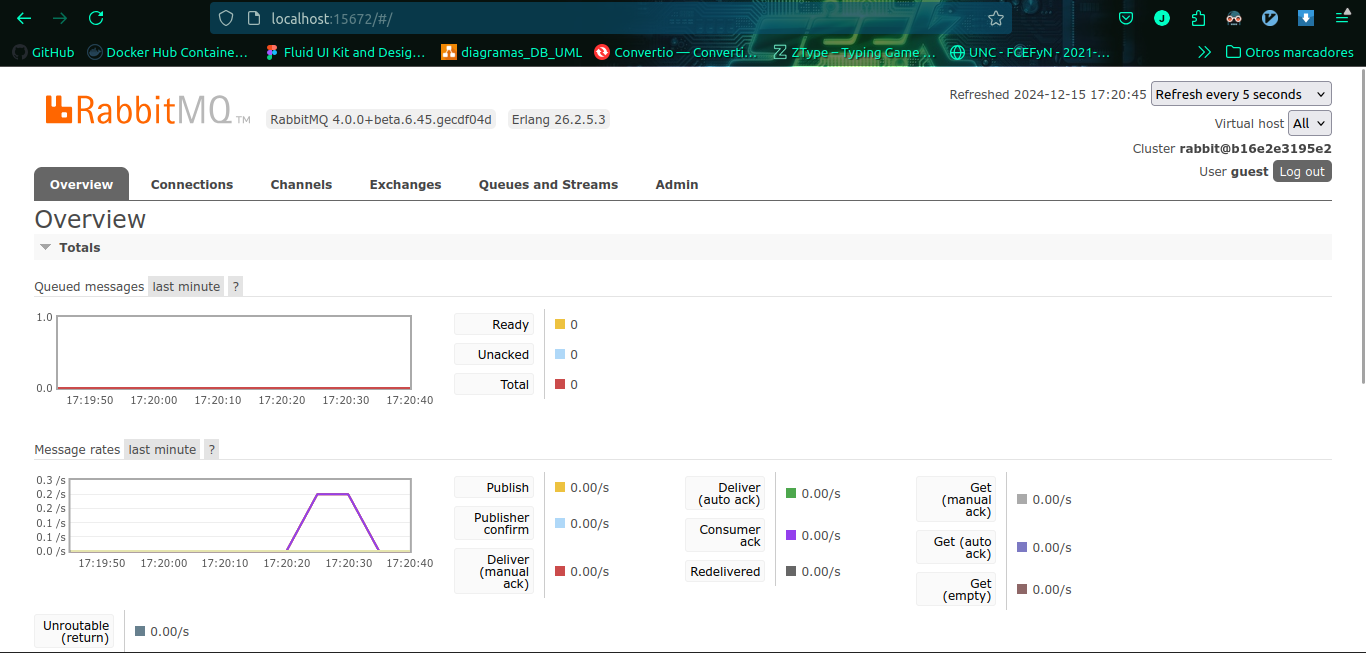 localhost:15672/#/
GitHub Docker Hub Containe… Fluid UI Kit and Desig… diagramas_DB_UML Convertio — Converti… ZType – Typing Game… UNC - FCEFyN - 2021-… Otros marcadores
RabbitMQ TM RabbitMQ 4.0.0+beta.6.45.gecdf04d Erlang 26.2.5.3
Refreshed 2024-12-15 17:20:45 Refresh every 5 seconds
Virtual host All
Cluster rabbit@b16e2e3195e2
User guest Log out
Overview Connections Channels Exchanges Queues and Streams Admin
Overview
Totals
Queued messages last minute ?
1.0
0.0
17:19:50 17:20:00 17:20:10 17:20:20 17:20:30 17:20:40
Ready 0
Unacked 0
Total 0
Message rates last minute ?
0.3 /s
0.2 /s
0.2 /s
0.1 /s
0.1 /s
0.0 /s
17:19:50 17:20:00 17:20:10 17:20:20 17:20:30 17:20:40
Publish 0.00/s
Publisher
confirm 0.00/s
Deliver
(manual
ack) 0.00/s
Deliver
(auto ack) 0.00/s
Consumer
ack 0.00/s
Redelivered 0.00/s
Get
(manual
ack) 0.00/s
Get (auto
ack) 0.00/s
Get
(empty) 0.00/s
Unroutable
(return) 0.00/s